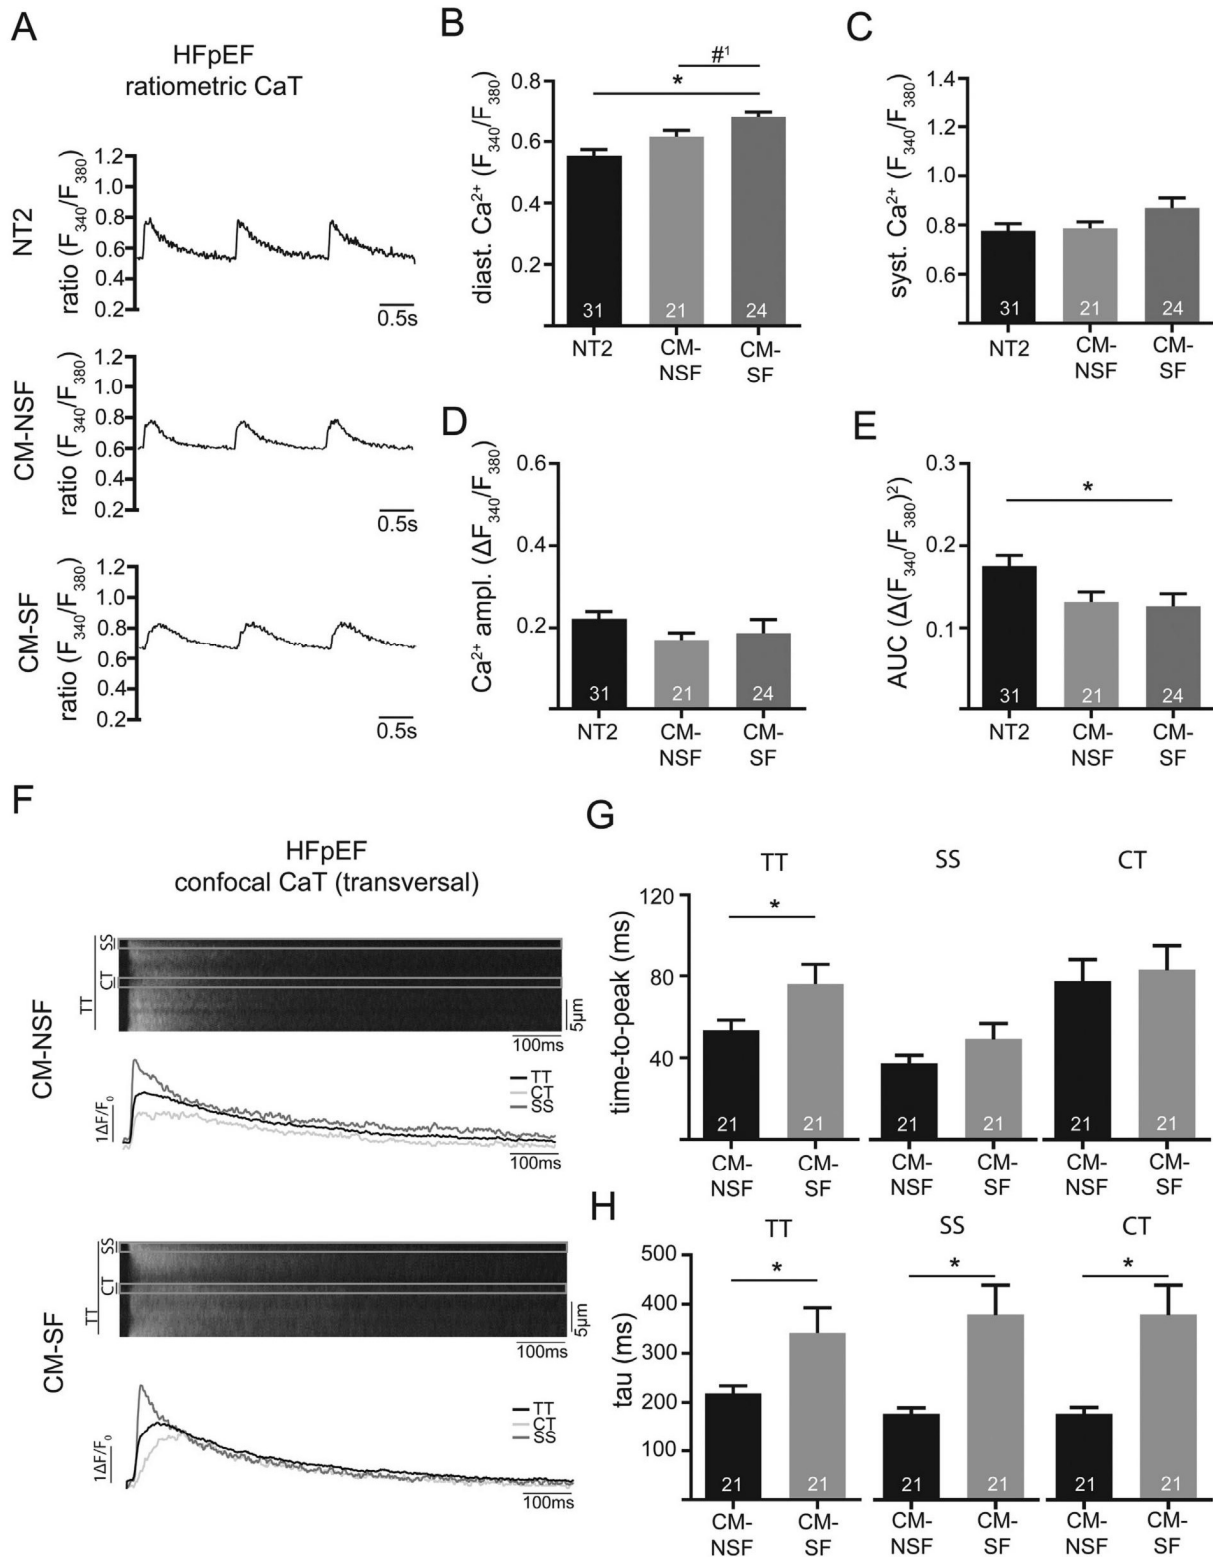 A
HFpEF
ratiometric CaT
NT2
ratio (F340/F380)
1.2
1.0
0.8
0.6
0.4
0.2
0.5s
CM-NSF
ratio (F340/F380)
1.2
1.0
0.8
0.6
0.4
0.2
0.5s
CM-SF
ratio (F340/F380)
1.2
1.0
0.8
0.6
0.4
0.2
0.5s
B
diast. Ca2+ (F340/F380)
0.8
0.6
0.4
0.2
#1
*
31
21
24
NT2
CM-
NSF
CM-
SF
C
syst. Ca2+ (F340/F380)
1.4
1.2
1.0
0.8
0.6
31
21
24
NT2
CM-
NSF
CM-
SF
D
Ca2+ ampl. (ΔF340/F380)
0.6
0.4
0.2
31
21
24
NT2
CM-
NSF
CM-
SF
E
AUC (Δ(F340/F380)2)
0.3
0.2
0.1
*
31
21
24
NT2
CM-
NSF
CM-
SF
F
HFpEF
confocal CaT (transversal)
CM-NSF
TT
SS
CT
5µm
100ms
1ΔF/F0
TT
CT
SS
100ms
CM-SF
TT
SS
CT
5µm
100ms
1ΔF/F0
TT
CT
SS
100ms
G
TT
SS
CT
time-to-peak (ms)
120
80
40
*
21
21
21
21
21
21
CM-
NSF
CM-
SF
CM-
NSF
CM-
SF
CM-
NSF
CM-
SF
H
TT
SS
CT
tau (ms)
500
400
300
200
100
*
*
*
21
21
21
21
21
21
CM-
NSF
CM-
SF
CM-
NSF
CM-
SF
CM-
NSF
CM-
SF